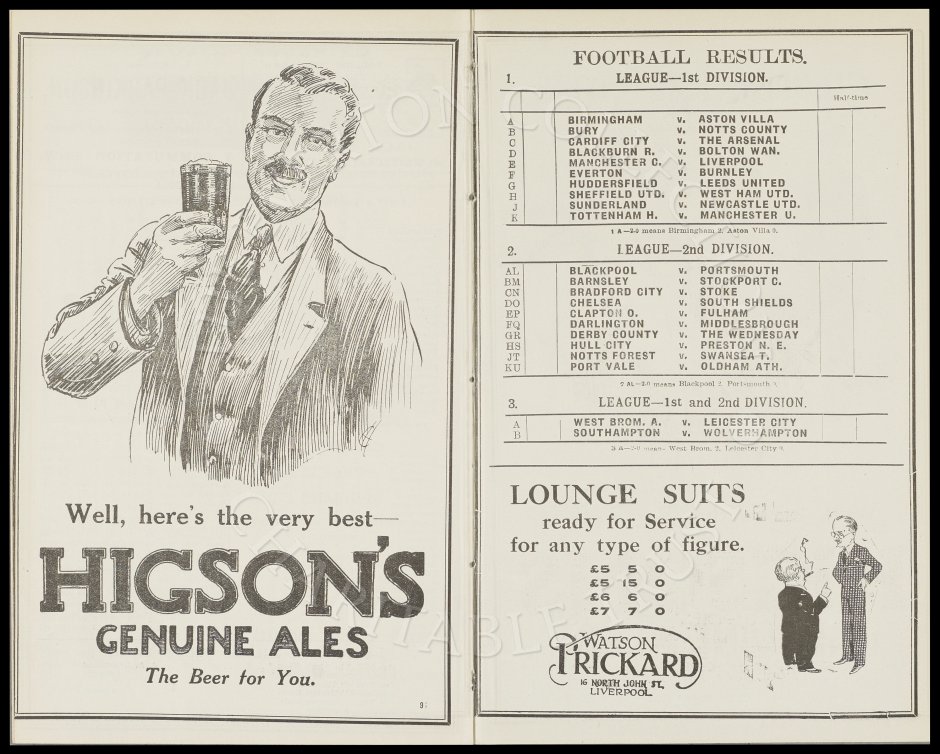 Well, here's the very best—
HIGSON'S
GENUINE ALES
The Beer for You.
FOOTBALL RESULTS.
1. LEAGUE—1st DIVISION.
Half-time
A BIRMINGHAM v. ASTON VILLA
B BURY v. NOTTS COUNTY
C CARDIFF CITY v. THE ARSENAL
D BLACKBURN R. v. BOLTON WAN.
E MANCHESTER C. v. LIVERPOOL
F EVERTON v. BURNLEY
G HUDDERSFIELD v. LEEDS UNITED
H SHEFFIELD UTD. v. WEST HAM UTD.
J SUNDERLAND v. NEWCASTLE UTD.
K TOTTENHAM H. v. MANCHESTER U.
1 A—2-0 means Birmingham 2, Aston Villa 0.
2. LEAGUE—2nd DIVISION.
AL BLACKPOOL v. PORTSMOUTH
BM BARNSLEY v. STOCKPORT C.
CN BRADFORD CITY v. STOKE
DO CHELSEA v. SOUTH SHIELDS
EP CLAPTON O. v. FULHAM
FQ DARLINGTON v. MIDDLESBROUGH
GR DERBY COUNTY v. THE WEDNESDAY
HS HULL CITY v. PRESTON N. E.
JT NOTTS FOREST v. SWANSEA T.
KU PORT VALE v. OLDHAM ATH.
2 AL—2-0 means Blackpool 2, Portsmouth 0.
3. LEAGUE—1st and 2nd DIVISION.
A WEST BROM. A. v. LEICESTER CITY
B SOUTHAMPTON v. WOLVERHAMPTON
3 A—2-0 means West Brom. 2, Leicester City 0.
LOUNGE SUITS
ready for Service
for any type of figure.
£5 5 0
£5 15 0
£6 6 0
£7 7 0
WATSON
PRICKARD
16 NORTH JOHN ST.
LIVERPOOL